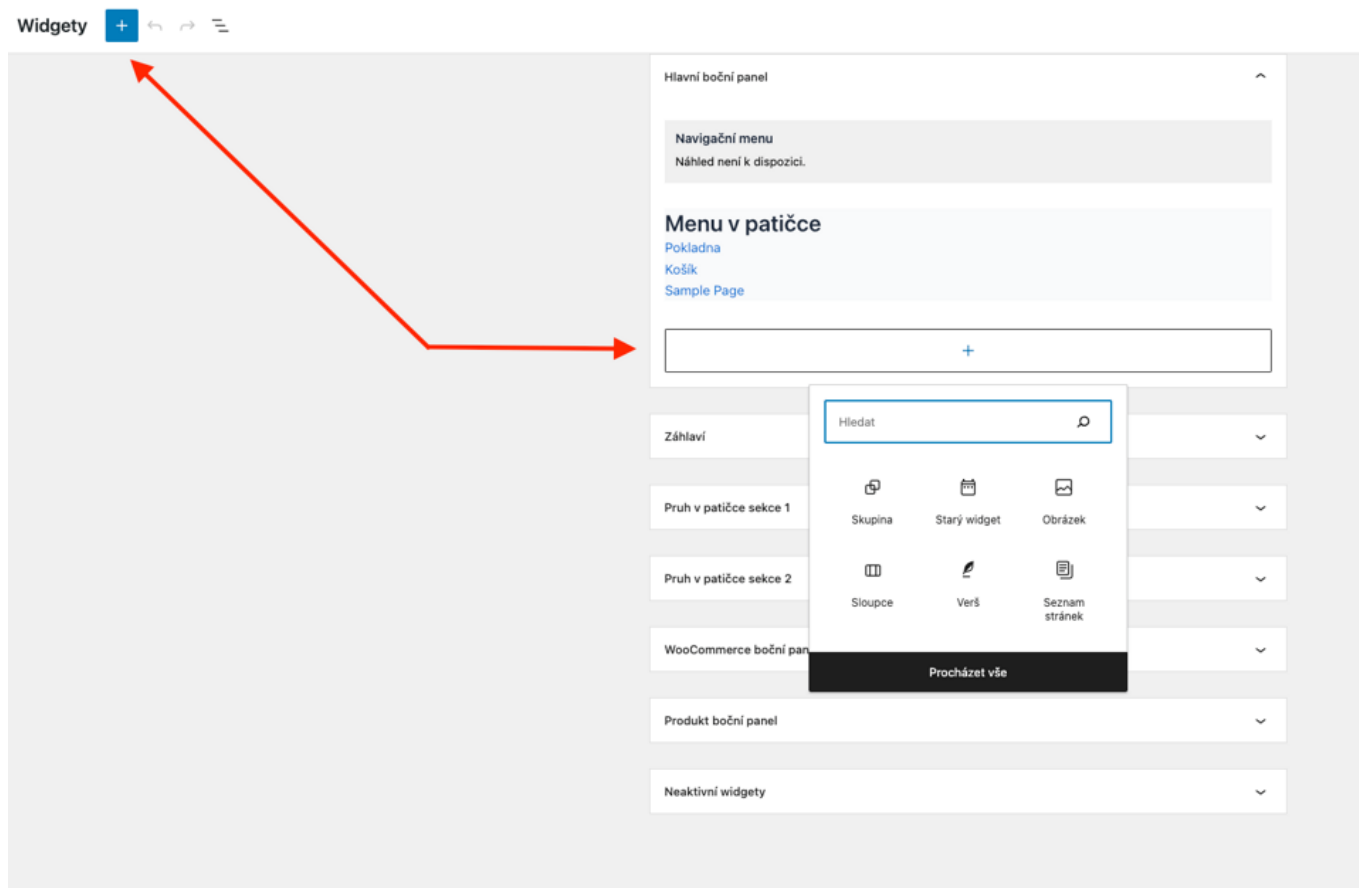 Widgety
Hlavní boční panel
Navigační menu
Náhled není k dispozici.
Menu v patičce
Pokladna
Košík
Sample Page
Hledat
Záhlaví
Skupina
Starý widget
Obrázek
Pruh v patičce sekce 1
Sloupce
Verš
Seznam
stránek
Pruh v patičce sekce 2
WooCommerce boční pan
Procházet vše
Produkt boční panel
Neaktivní widgety